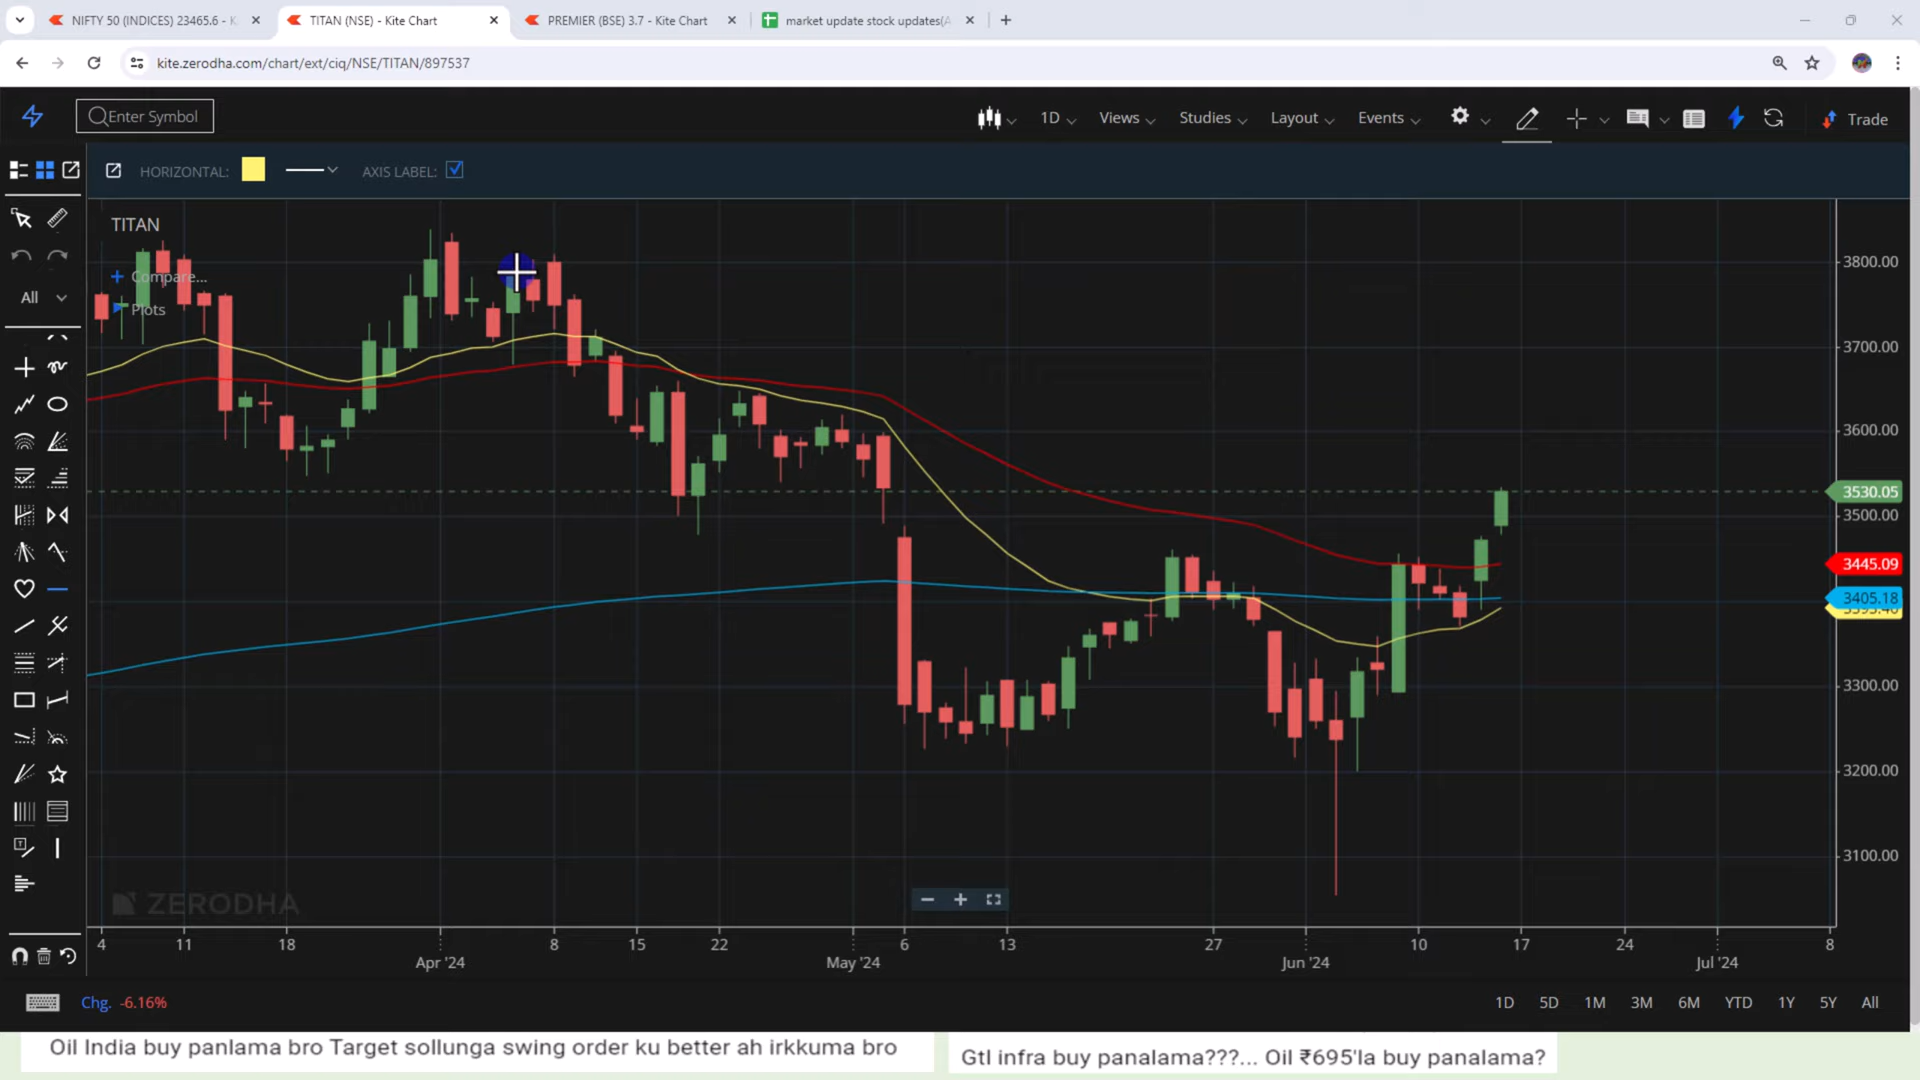 NIFTY 50 (INDICES) 23465.6 - K
TITAN (NSE) - Kite Chart
PREMIER (BSE) 3.7 - Kite Chart
market update stock updates(A
kite.zerodha.com/chart/ext/ciq/NSE/TITAN/897537
Enter Symbol
1D
Views
Studies
Layout
Events
Trade
HORIZONTAL:
AXIS LABEL:
TITAN
Compare...
Plots
All
3800.00
3700.00
3600.00
3530.05
3500.00
3445.09
3405.18
3300.00
3200.00
3100.00
ZERODHA
4 11 18 8 15 22 6 13 27 10 17 24 8
Apr '24 May '24 Jun '24 Jul '24
Chg. -6.16%
1D 5D 1M 3M 6M YTD 1Y 5Y All
Oil India buy panlama bro Target sollunga swing order ku better ah irkkuma bro
Gtl infra buy panalama???... Oil ₹695'la buy panalama?